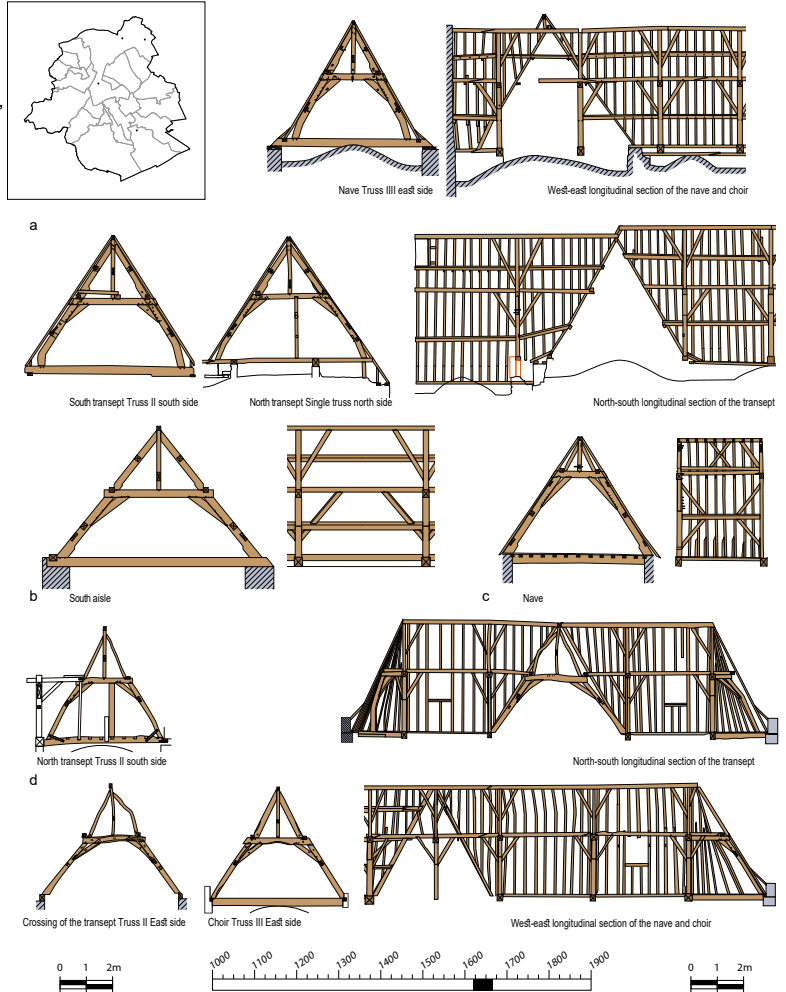 ,
Nave Truss IIII east side
West-east longitudinal section of the nave and choir
a
South transept Truss II south side
North transept Single truss north side
North-south longitudinal section of the transept
b
South aisle
c
Nave
North transept Truss II south side
North-south longitudinal section of the transept
d
Crossing of the transept Truss II East side
Choir Truss III East side
West-east longitudinal section of the nave and choir
0 1 2m
1000 1100 1200 1300 1400 1500 1600 1700 1800 1900
0 1 2m